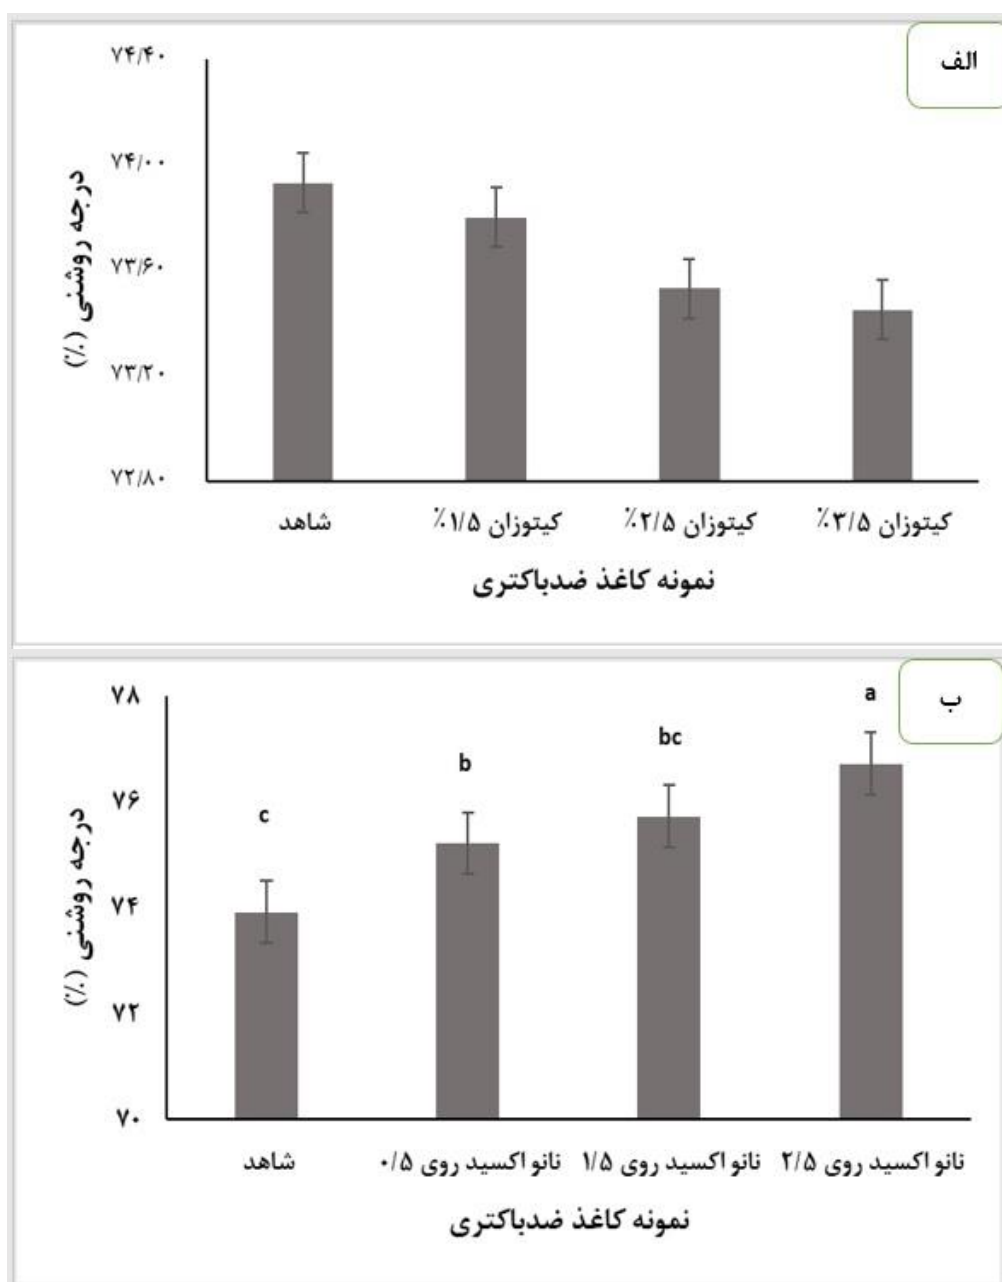 الف
۷۴/۴۰
۷۴/۰۰
۷۳/۶۰
۷۳/۲۰
۷۲/۸۰
درجه روشنی (٪)
شاهد
کیتوزان ۱/۵٪
کیتوزان ۲/۵٪
کیتوزان ۳/۵٪
نمونه کاغذ ضدباکتری
ب
۷۸
۷۶
۷۴
۷۲
۷۰
درجه روشنی (٪)
c
b
bc
a
شاهد
نانو اکسید روی ۰/۵
نانو اکسید روی ۱/۵
نانو اکسید روی ۲/۵
نمونه کاغذ ضدباکتری